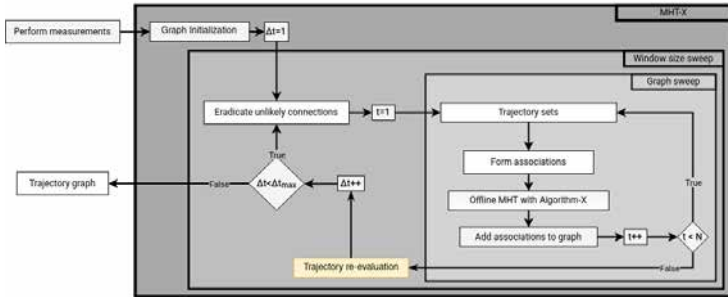 MHT-X
Perform measurements
Graph Initialization
Δt=1
Window size sweep
Graph sweep
Eradicate unlikely connections
t=1
Trajectory sets
True
Form associations
Trajectory graph
False
Δt<Δtmax
Δt++
True
Offline MHT with Algorithm-X
Add associations to graph
t++
t < N
False
Trajectory re-evaluation